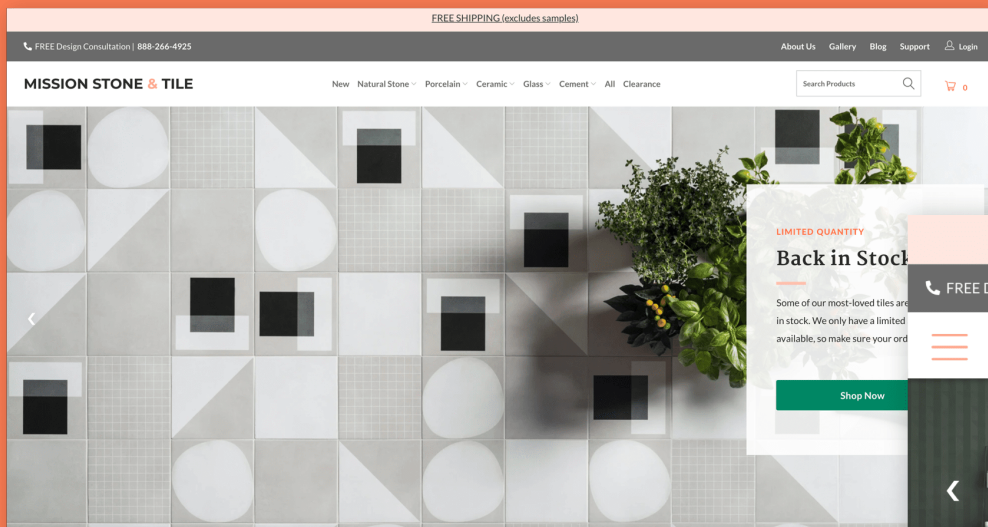 FREE SHIPPING (excludes samples)
FREE Design Consultation | 888-266-4925
About Us Gallery Blog Support Login
MISSION STONE & TILE
New Natural Stone Porcelain Ceramic Glass Cement All Clearance
Search Products
0
LIMITED QUANTITY
Back in Stock
Some of our most-loved tiles are
in stock. We only have a limited
available, so make sure your ord
Shop Now
FREE